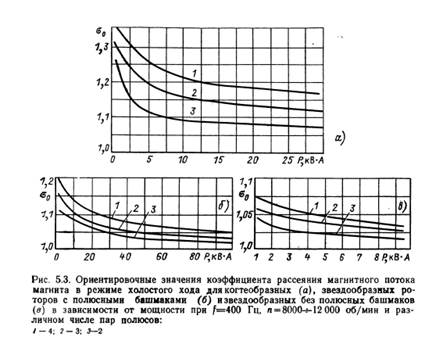 σ₀
1,3
1,2
1,1
1,0
1
2
3
0 5 10 15 20 25 P,кВ·А
а)
1,2
σ₀
1,1
1,0
1 2 3
б)
0 20 40 60 80 P,кВ·А
1,10
σ₀
1,05
1,0
1 2 3
в)
1 2 3 4 5 6 7 8 P,кВ·А
Рис. 5.3. Ориентировочные значения коэффициента рассеяния магнитного потока
магнита в режиме холостого хода для когтеобразных (а), звездообразных ро-
торов с полюсными башмаками (б) и звездообразных без полюсных башмаков
(в) в зависимости от мощности при f=400 Гц, n=8000÷12 000 об/мин и раз-
личном числе пар полюсов:
1 — 4; 2 — 3; 3—2